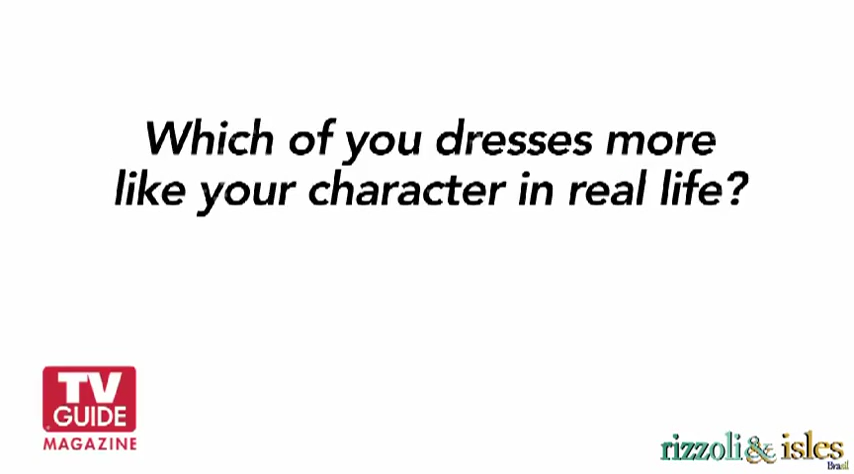 Which of you dresses more
like your character in real life?
TV
GUIDE
MAGAZINE
rizzoli & isles
Brasil